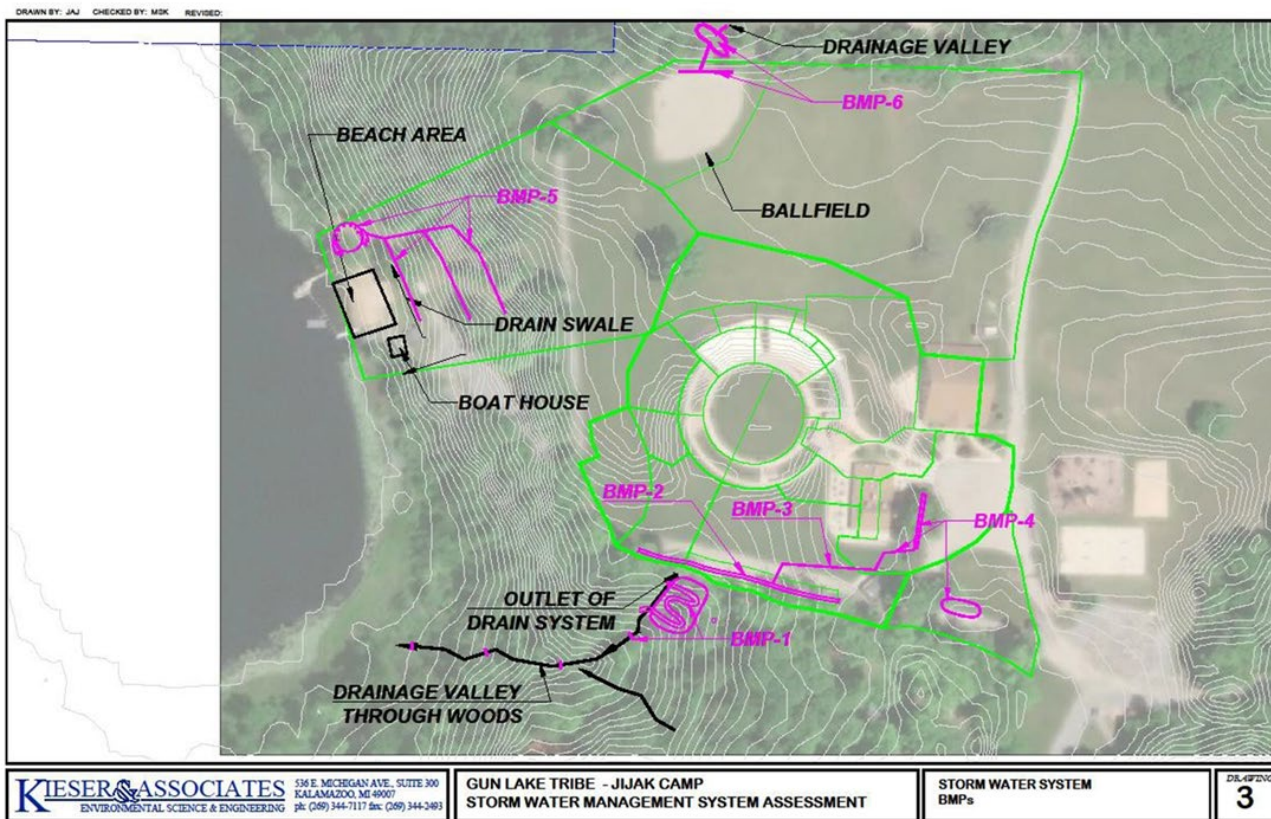 DRAWN BY: JAJ CHECKED BY: MSK REVISED:
DRAINAGE VALLEY
BMP-6
BEACH AREA
BMP-5
BALLFIELD
DRAIN SWALE
BOAT HOUSE
BMP-2
BMP-3
BMP-4
OUTLET OF
DRAIN SYSTEM
BMP-1
DRAINAGE VALLEY
THROUGH WOODS
KIESER & ASSOCIATES
ENVIRONMENTAL SCIENCE & ENGINEERING
536 E. MICHIGAN AVE., SUITE 300
KALAMAZOO, MI 49007
ph: (269) 344-7117 fax: (269) 344-2493
GUN LAKE TRIBE - JIJAK CAMP
STORM WATER MANAGEMENT SYSTEM ASSESSMENT
STORM WATER SYSTEM
BMPs
DRAWING
3